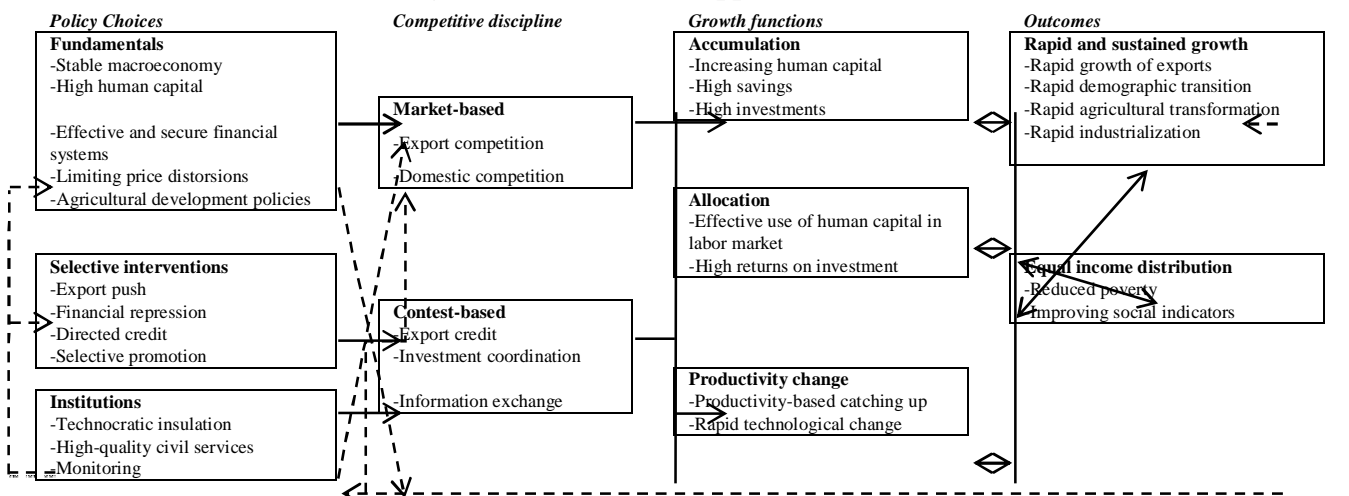 Policy Choices
Competitive discipline
Growth functions
Outcomes
Fundamentals
-Stable macroeconomy
-High human capital
-Effective and secure financial
systems
-Limiting price distorsions
-Agricultural development policies
Selective interventions
-Export push
-Financial repression
-Directed credit
-Selective promotion
Institutions
-Technocratic insulation
-High-quality civil services
-Monitoring
Market-based
-Export competition
-Domestic competition
Contest-based
-Export credit
-Investment coordination
-Information exchange
Accumulation
-Increasing human capital
-High savings
-High investments
Allocation
-Effective use of human capital in
labor market
-High returns on investment
Productivity change
-Productivity-based catching up
-Rapid technological change
Rapid and sustained growth
-Rapid growth of exports
-Rapid demographic transition
-Rapid agricultural transformation
-Rapid industrialization
Equal income distribution
-Reduced poverty
-Improving social indicators